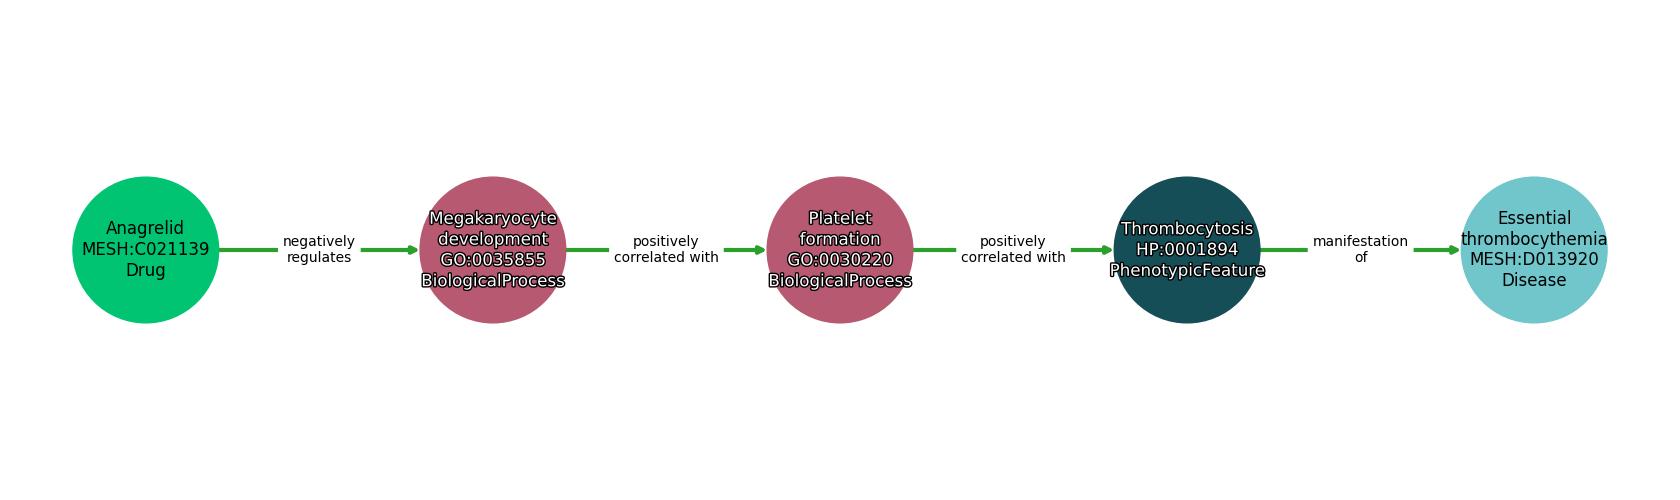 Anagrelid
MESH:C021139
Drug
negatively
regulates
Megakaryocyte
development
GO:0035855
BiologicalProcess
positively
correlated with
Platelet
formation
GO:0030220
BiologicalProcess
positively
correlated with
Thrombocytosis
HP:0001894
PhenotypicFeature
manifestation
of
Essential
thrombocythemia
MESH:D013920
Disease